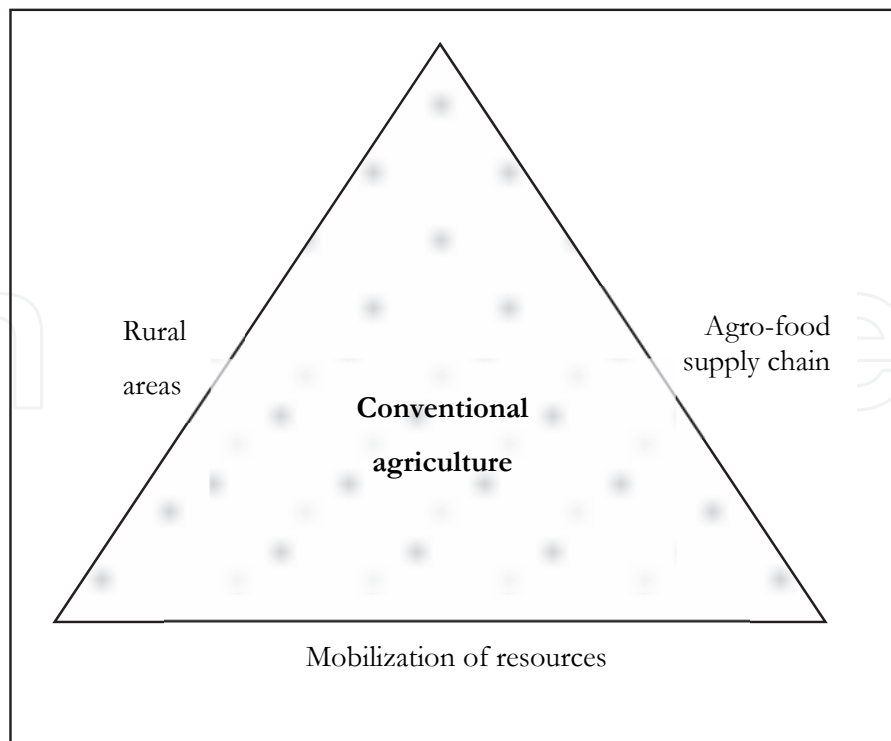 Rural
areas
Agro-food
supply chain
Conventional
agriculture
Mobilization of resources